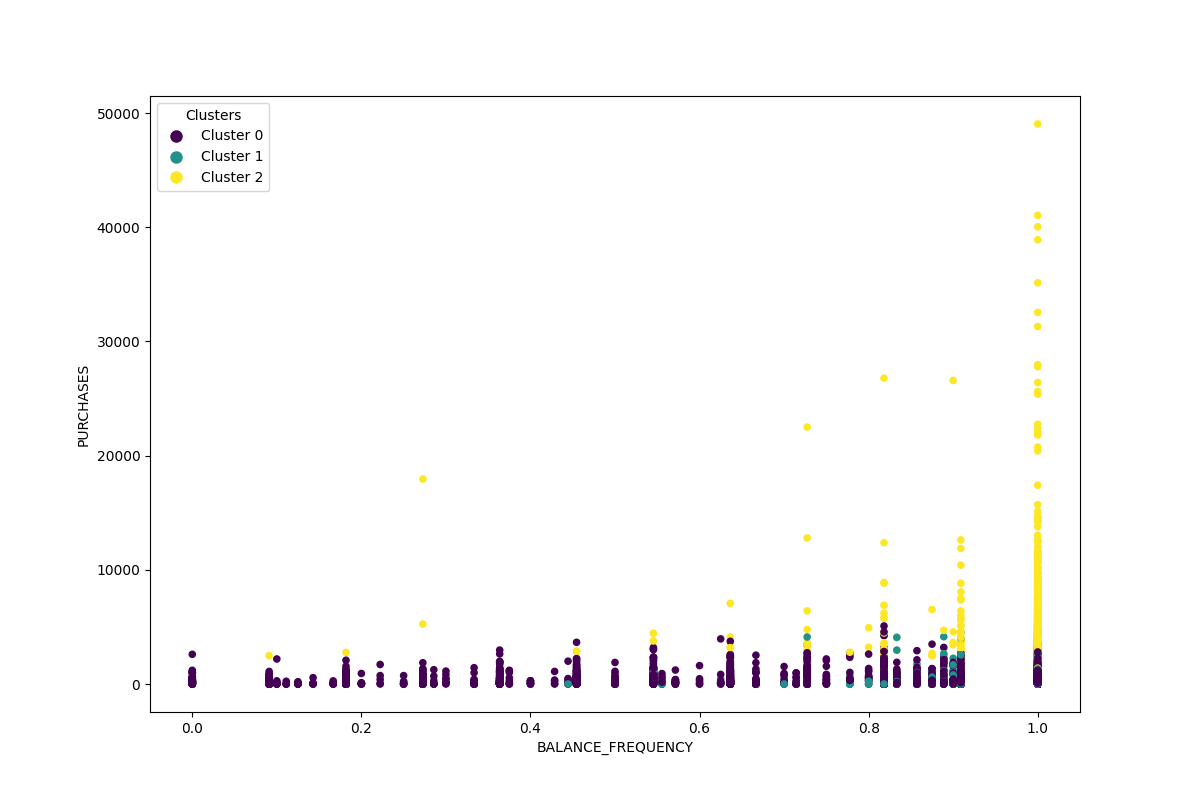 Clusters
Cluster 0
Cluster 1
Cluster 2
50000
40000
30000
20000
10000
0
PURCHASES
0.0 0.2 0.4 0.6 0.8 1.0
BALANCE_FREQUENCY